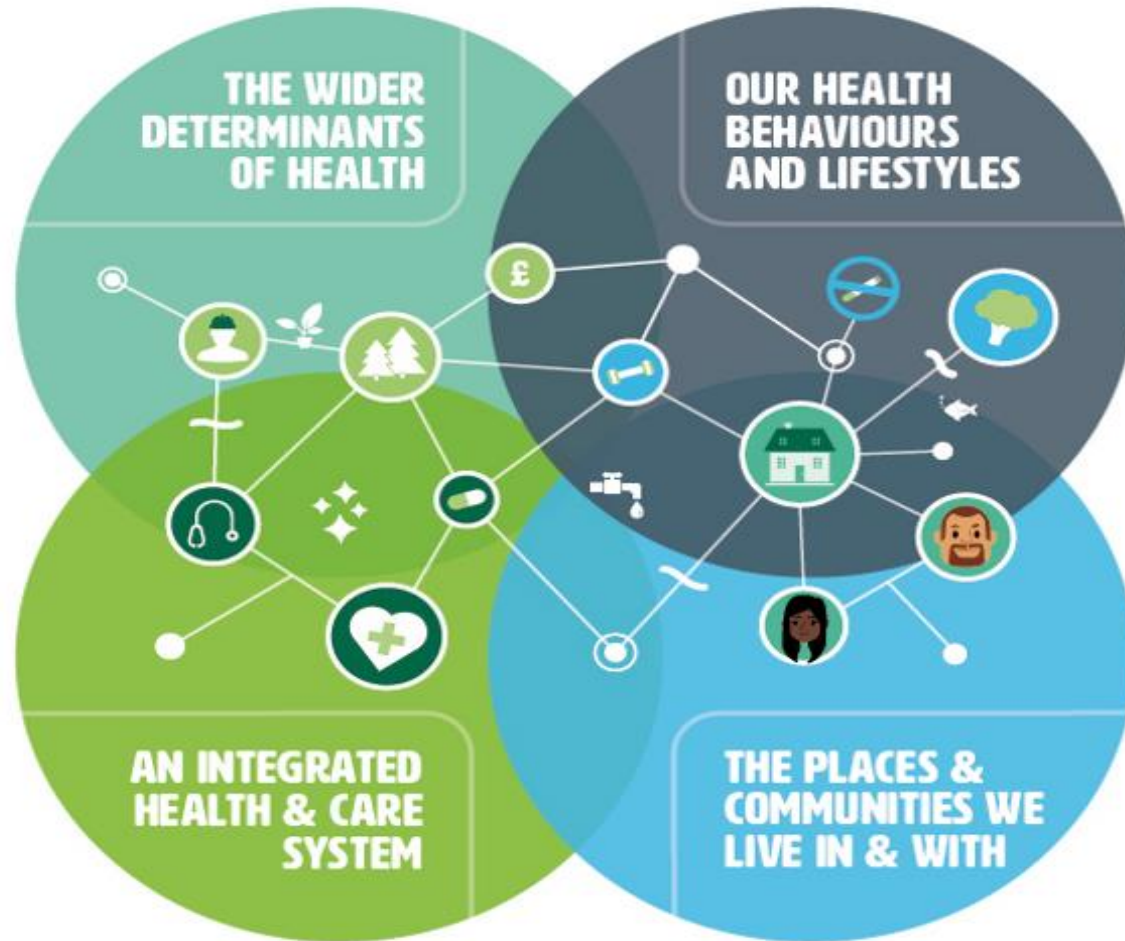 THE WIDER
DETERMINANTS
OF HEALTH
OUR HEALTH
BEHAVIOURS
AND LIFESTYLES
£
AN INTEGRATED
HEALTH & CARE
SYSTEM
THE PLACES &
COMMUNITIES WE
LIVE IN & WITH